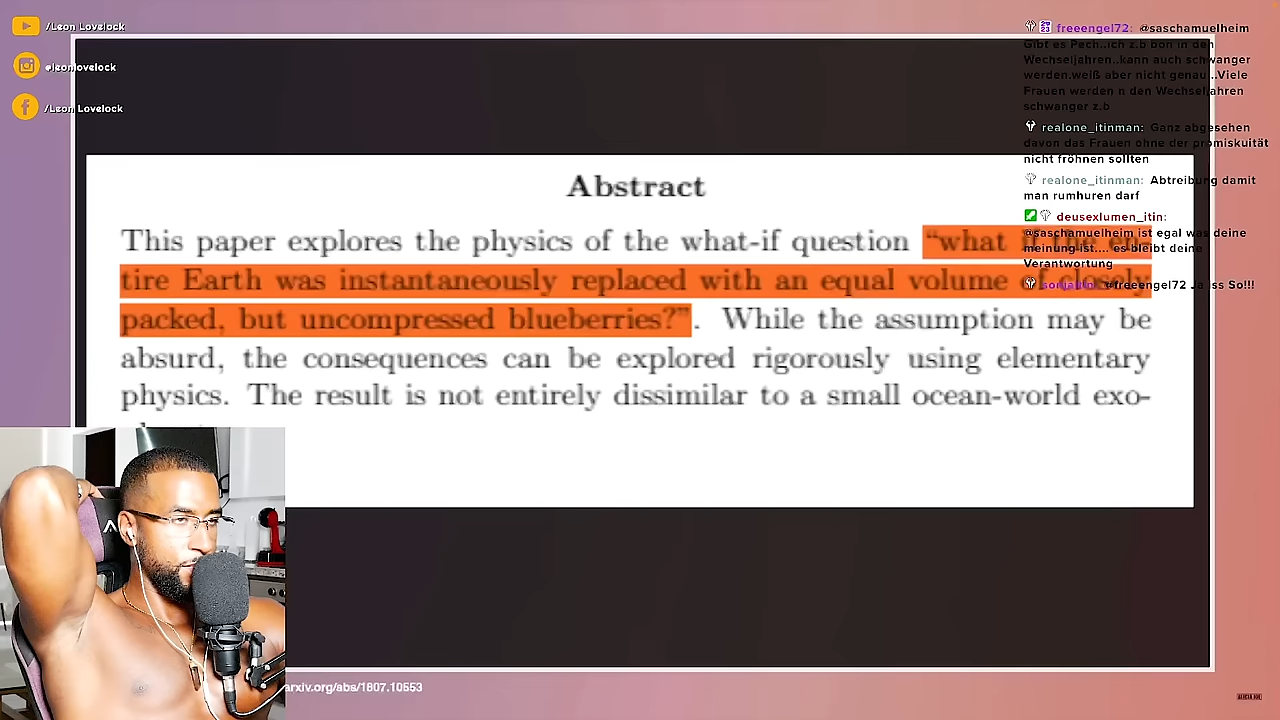 /Leon Lovelock
@leonlovelock
/Leon Lovelock
Abstract
This paper explores the physics of the what-if question “what
tire Earth was instantaneously replaced with an equal volume of closely
packed, but uncompressed blueberries?”. While the assumption may be
absurd, the consequences can be explored rigorously using elementary
physics. The result is not entirely dissimilar to a small ocean-world exo-
freeengel72: @saschamuelheim
Gibt es Pech..ich z.b bon in den
Wechseljahren..kann auch schwanger
werden.weiß aber nicht genau..Viele
Frauen werden n den Wechseljahren
schwanger z.b
realone_itinman: Ganz abgesehen
davon das Frauen ohne der promiskuität
nicht fröhnen sollten
realone_itinman: Abtreibung damit
man rumhuren darf
deusexlumen_itin:
@saschamuelheim ist egal was deine
meinung ist.... es bleibt deine
Verantwortung
@freeengel72 Ja iss So!!!
arxiv.org/abs/1807.10553